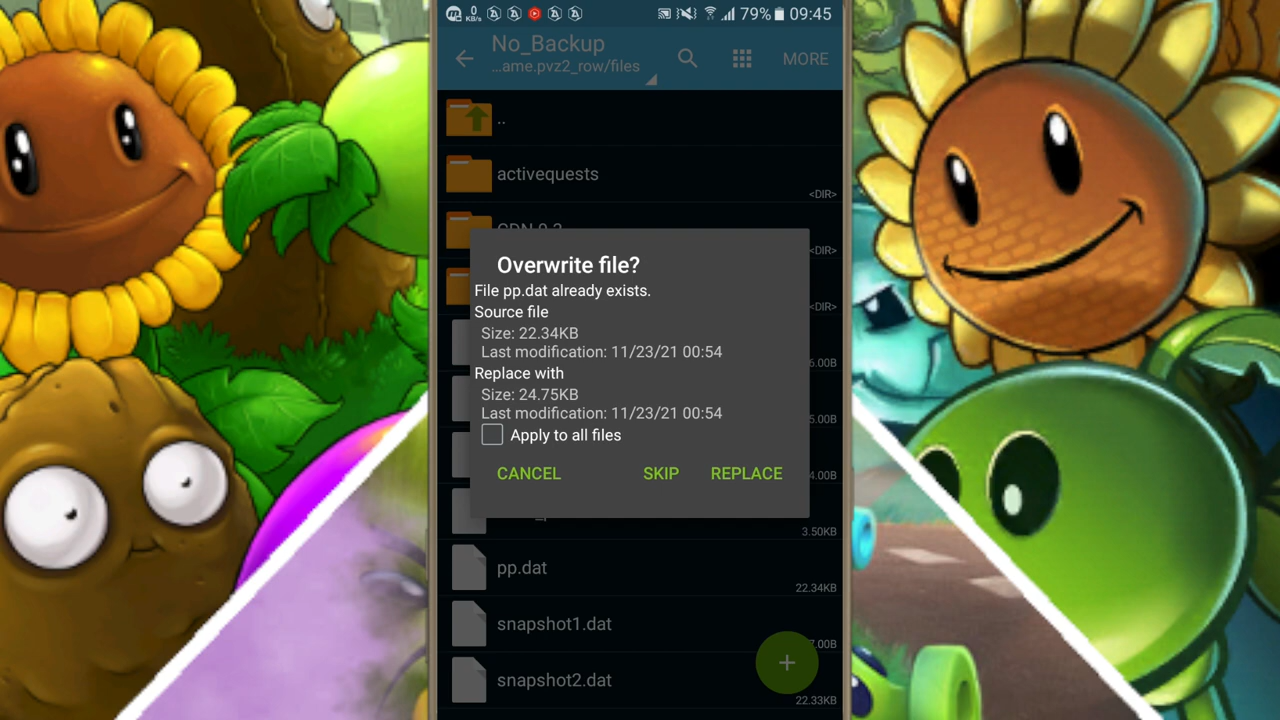 0
KB/s
79%
09:45
No_Backup
...ame.pvz2_row/files
MORE
..
activequests
<DIR>
<DIR>
<DIR>
Overwrite file?
File pp.dat already exists.
Source file
Size: 22.34KB
Last modification: 11/23/21 00:54
Replace with
Size: 24.75KB
Last modification: 11/23/21 00:54
Apply to all files
CANCEL
SKIP
REPLACE
3.50KB
pp.dat
22.34KB
snapshot1.dat
snapshot2.dat
22.33KB